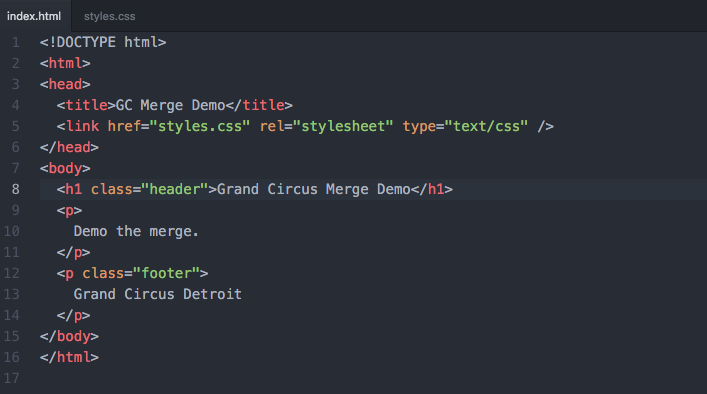 index.html styles.css
1 <!DOCTYPE html>
2 <html>
3 <head>
4   <title>GC Merge Demo</title>
5   <link href="styles.css" rel="stylesheet" type="text/css" />
6 </head>
7 <body>
8   <h1 class="header">Grand Circus Merge Demo</h1>
9   <p>
10     Demo the merge.
11   </p>
12   <p class="footer">
13     Grand Circus Detroit
14   </p>
15 </body>
16 </html>
17